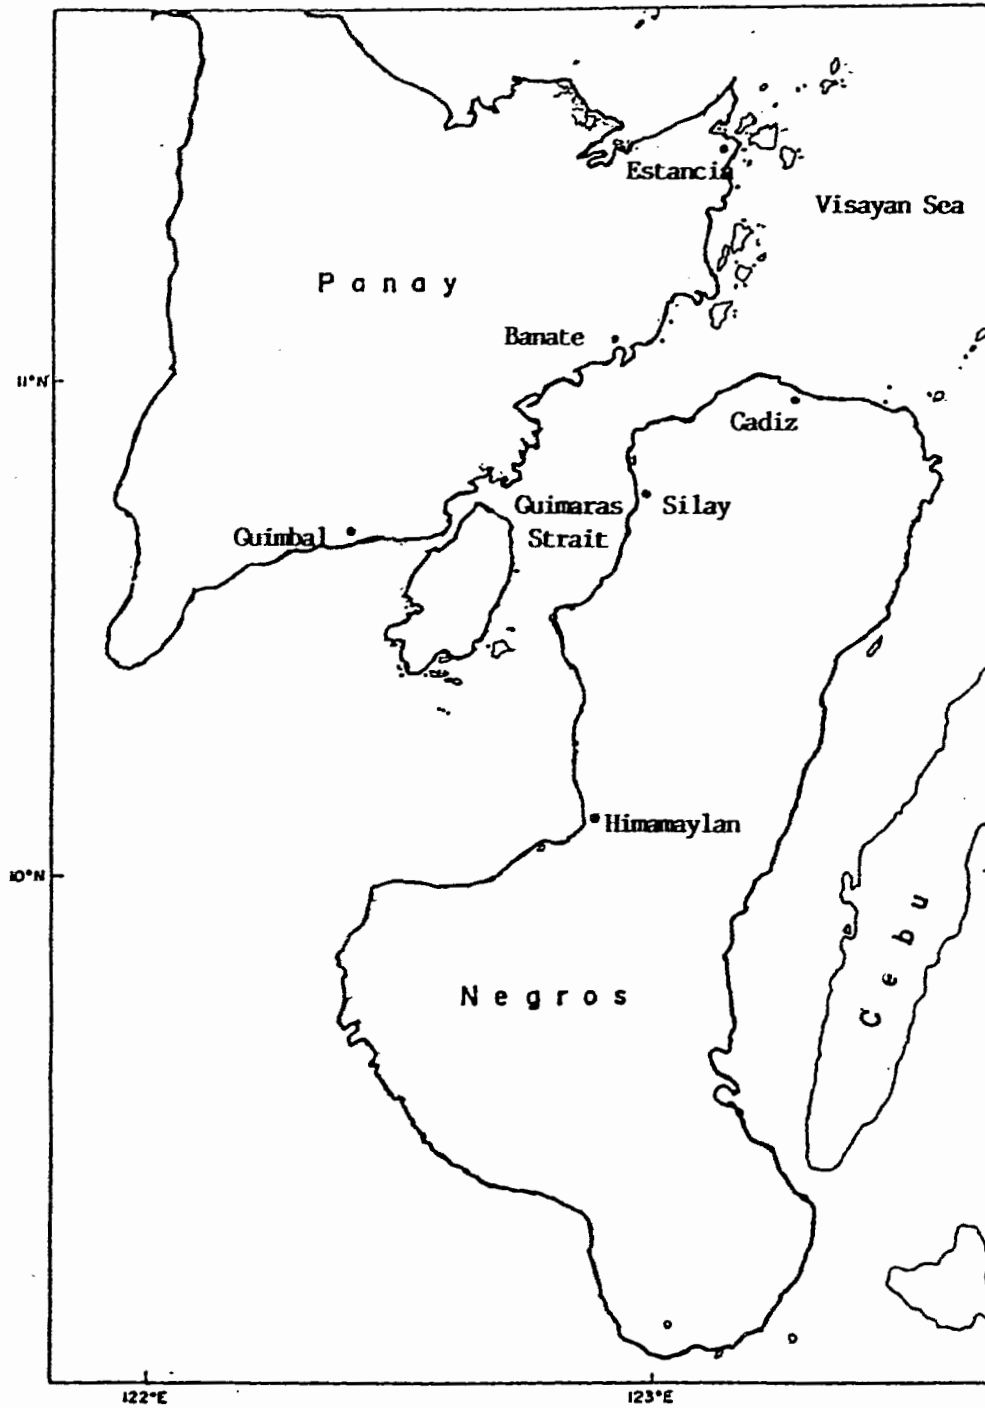 Estancia
Visayan Sea
Panay
Banate
11°N
Cadiz
Guimaras
Strait
Silay
Guimbal
Himamaylan
10°N
Cebu
Negros
122°E
123°E